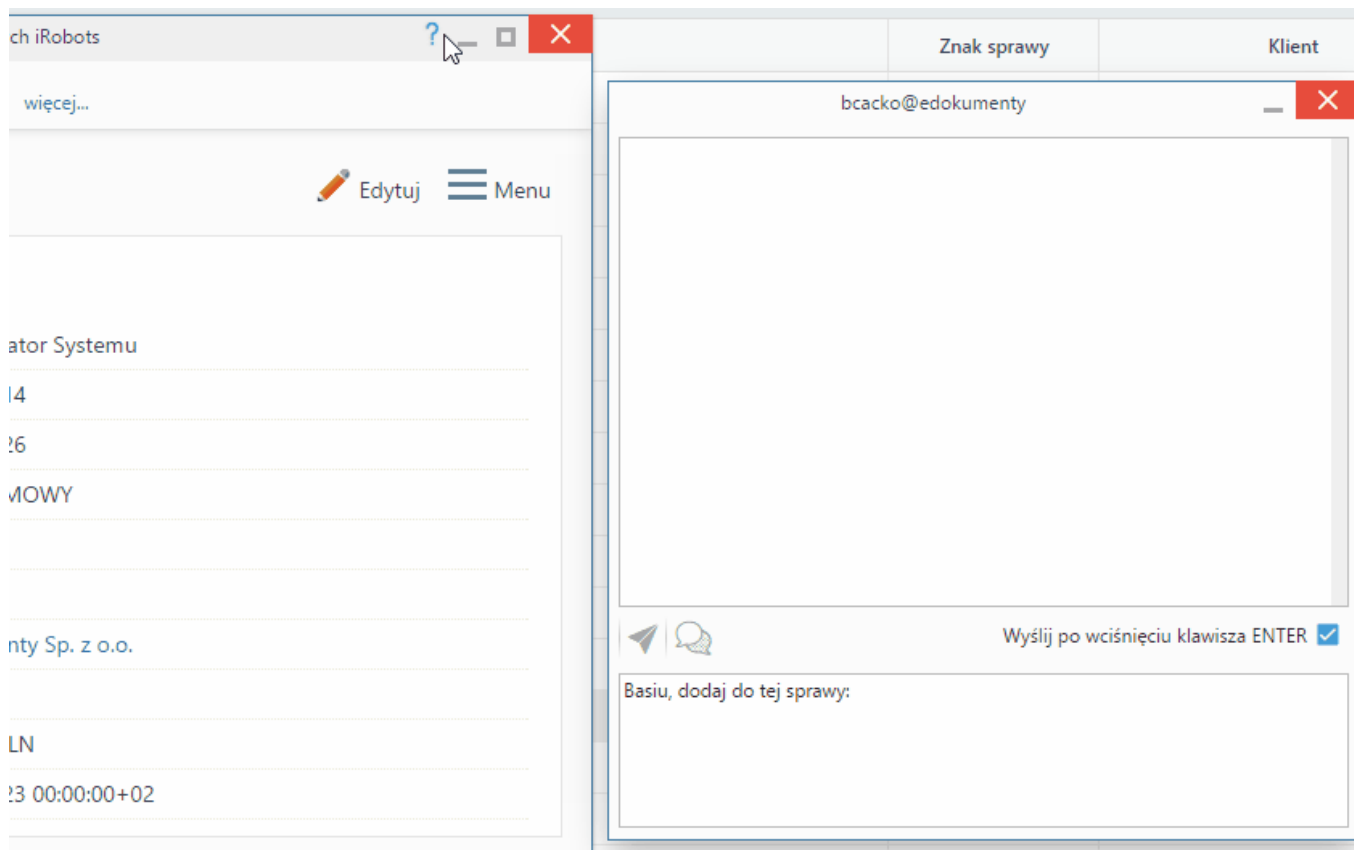 ch iRobots
?
więcej...
Edytuj
Menu
ator Systemu
14
26
MOWY
nty Sp. z o.o.
LN
23 00:00:00+02
Znak sprawy
Klient
bcacko@edokumenty
Wyślij po wciśnięciu klawisza ENTER
Basiu, dodaj do tej sprawy: